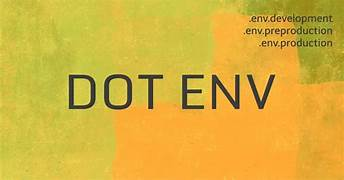 .env.development
.env.preproduction
.env.production
DOT ENV